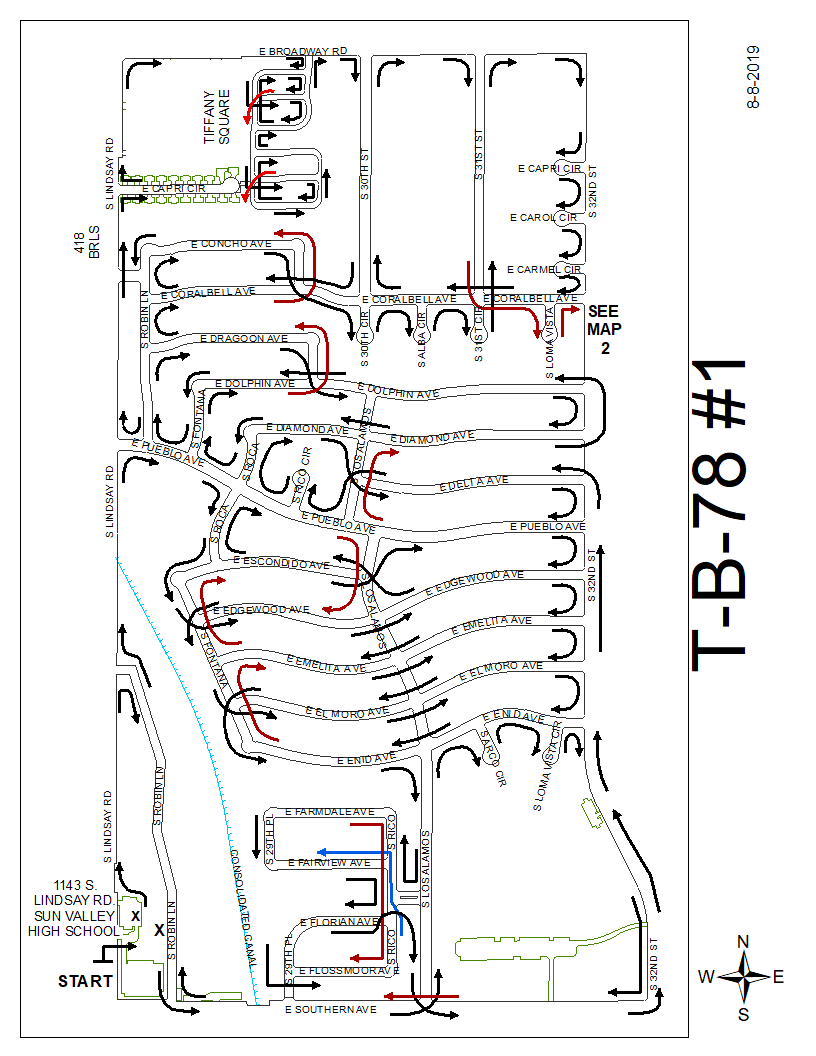 E BROADWAY RD
8-8-2019
TIFFANY
SQUARE
S LINDSAY RD
S 30TH ST
S 31ST ST
E CAPRI CIR
S 32ND ST
E CAPRI CIR
E CAROL CIR
418
BRLS
E CONCHO AVE
E CARMEL CIR
E CORALBELL AVE
E CORALBELL AVE
E CORALBELL AVE
S ROBIN LN
S 30TH CIR
S ALBA CIR
S 31ST CIR
S LOMA VISTA
SEE
MAP
2
E DRAGOON AVE
E DOLPHIN AVE
E DOLPHIN AVE
S FONTANA
T-B-78 #1
E DIAMOND AVE
E DIAMOND AVE
S LOS ALAMOS
E PUEBLO AVE
S ROCA
S RICO CIR
S LINDSAY RD
E DELTA AVE
S ROCA
E PUEBLO AVE
E PUEBLO AVE
E ESCONDIDO AVE
S 32ND ST
E EDGEWOOD AVE
S LOS ALAMOS
E EDGEWOOD AVE
S FONTANA
E EMELITA AVE
E EMELITA AVE
E EL MORO AVE
E EL MORO AVE
E ENID AVE
E ENID AVE
S ARCO CIR
S LOMA VISTA CIR
S ROBIN LN
S LINDSAY RD
E FARMDALE AVE
S 29TH PL
S RICO
E FAIRVIEW AVE
S LOS ALAMOS
CONSOLIDATED CANAL
1143 S.
LINDSAY RD.
SUN VALLEY
HIGH SCHOOL
X
X
S ROBIN LN
E FLORIAN AVE
S 29TH PL
S RICO
E FLOSSMOOR AVE
START
E SOUTHERN AVE
S 32ND ST
N
W
E
S